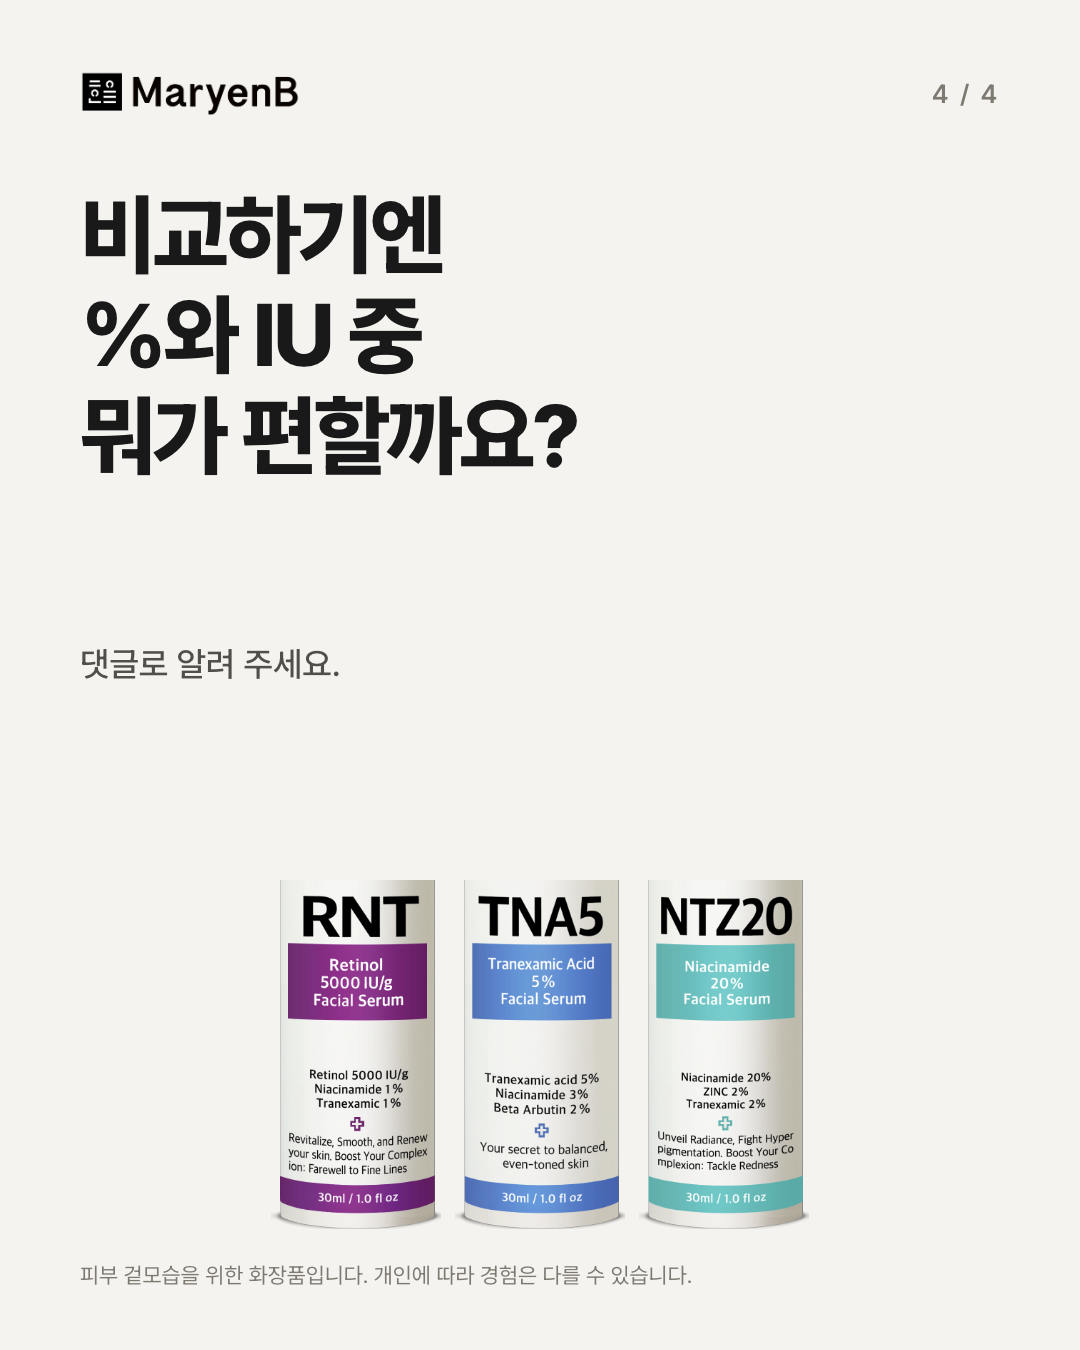 MaryenB
4 / 4
비교하기엔
%와 IU 중
뭐가 편할까요?
댓글로 알려 주세요.
RNT
Retinol
5000 IU/g
Facial Serum
Retinol 5000 IU/g
Niacinamide 1%
Tranexamic 1%
Revitalize, Smooth, and Renew
your skin. Boost Your Complex
ion: Farewell to Fine Lines
30ml / 1.0 fl oz
TNA5
Tranexamic Acid
5%
Facial Serum
Tranexamic acid 5%
Niacinamide 3%
Beta Arbutin 2%
Your secret to balanced,
even-toned skin
30ml / 1.0 fl oz
NTZ20
Niacinamide
20%
Facial Serum
Niacinamide 20%
ZINC 2%
Tranexamic 2%
Unveil Radiance, Fight Hyper
pigmentation. Boost Your Co
mplexion: Tackle Redness
30ml / 1.0 fl oz
피부 겉모습을 위한 화장품입니다. 개인에 따라 경험은 다를 수 있습니다.